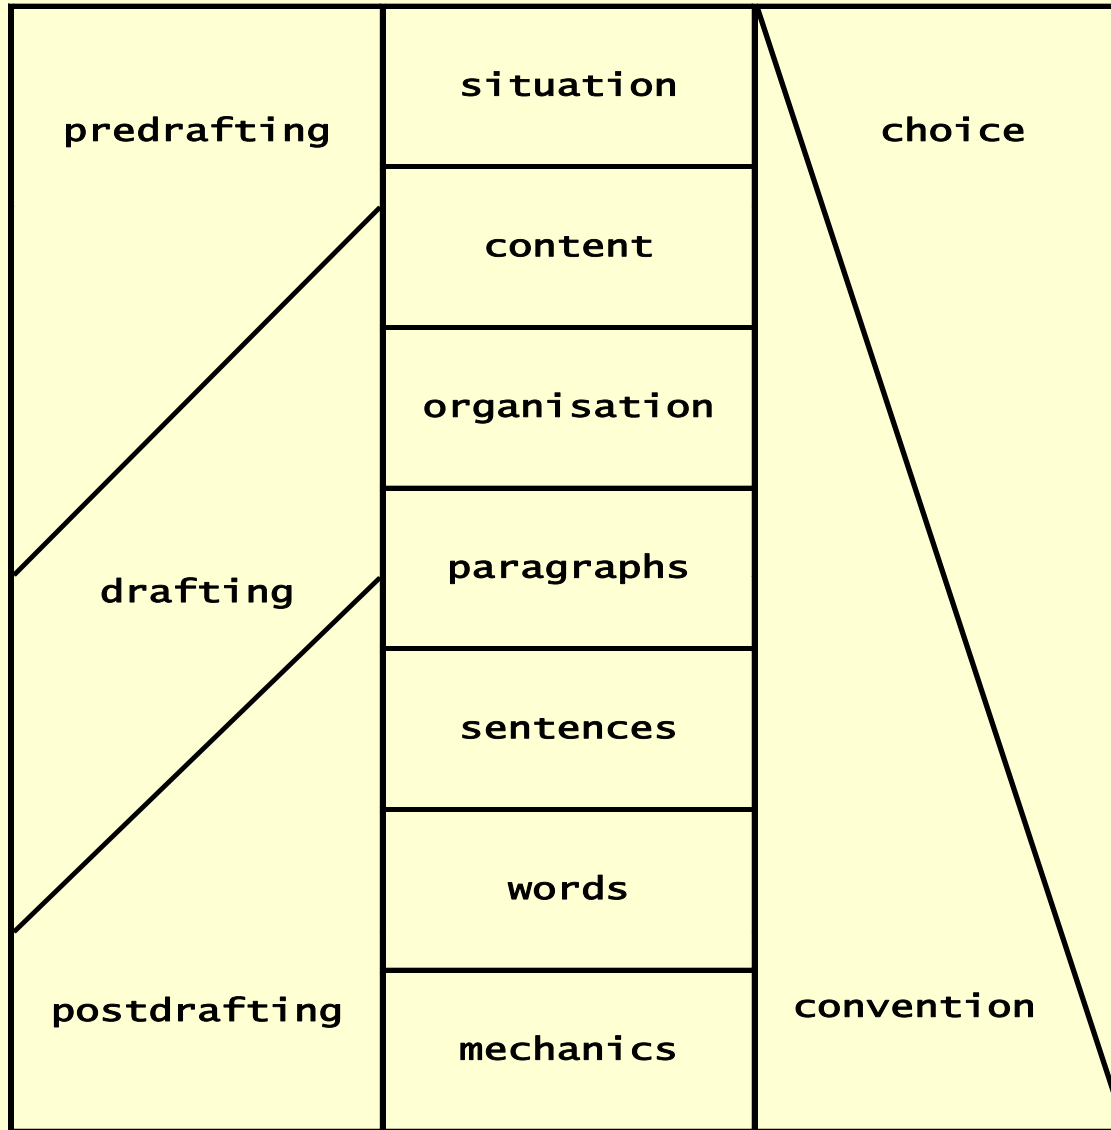 predrafting
drafting
postdrafting
situation
content
organisation
paragraphs
sentences
words
mechanics
choice
convention